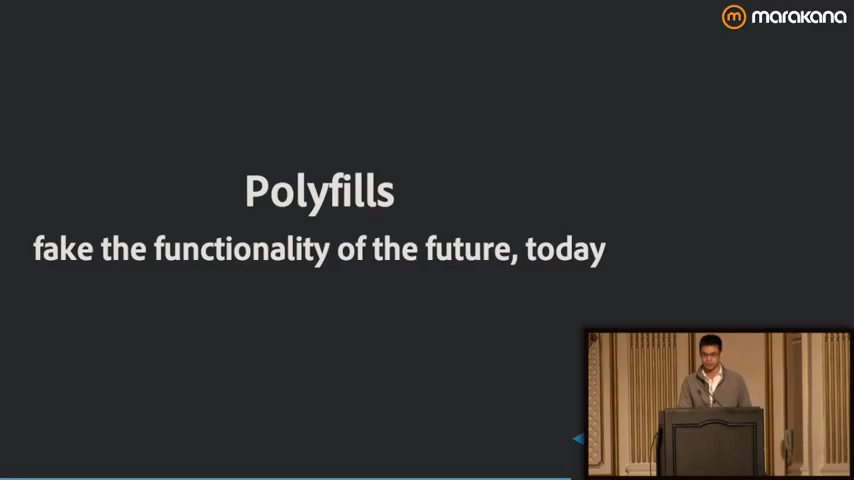 marakana
Polyfills
fake the functionality of the future, today